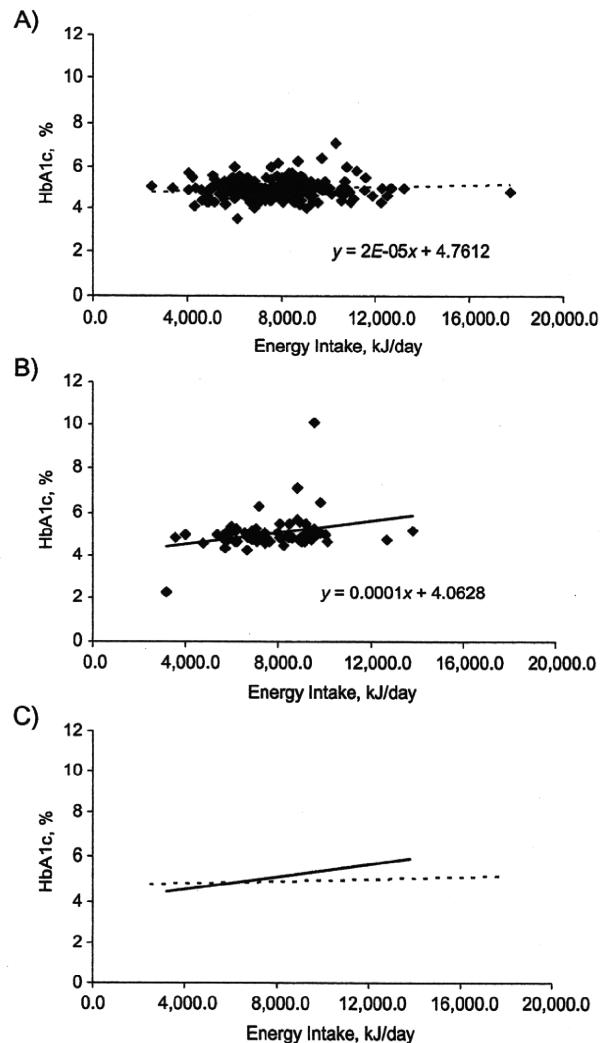 A)
12
10
8
6
4
2
0
HbA1c, %
y = 2E-05x + 4.7612
0.0 4,000.0 8,000.0 12,000.0 16,000.0 20,000.0
Energy Intake, kJ/day
B)
12
10
8
6
4
2
0
HbA1c, %
y = 0.0001x + 4.0628
0.0 4,000.0 8,000.0 12,000.0 16,000.0 20,000.0
Energy Intake, kJ/day
C)
12
10
8
6
4
2
0
HbA1c, %
0.0 4,000.0 8,000.0 12,000.0 16,000.0 20,000.0
Energy Intake, kJ/day